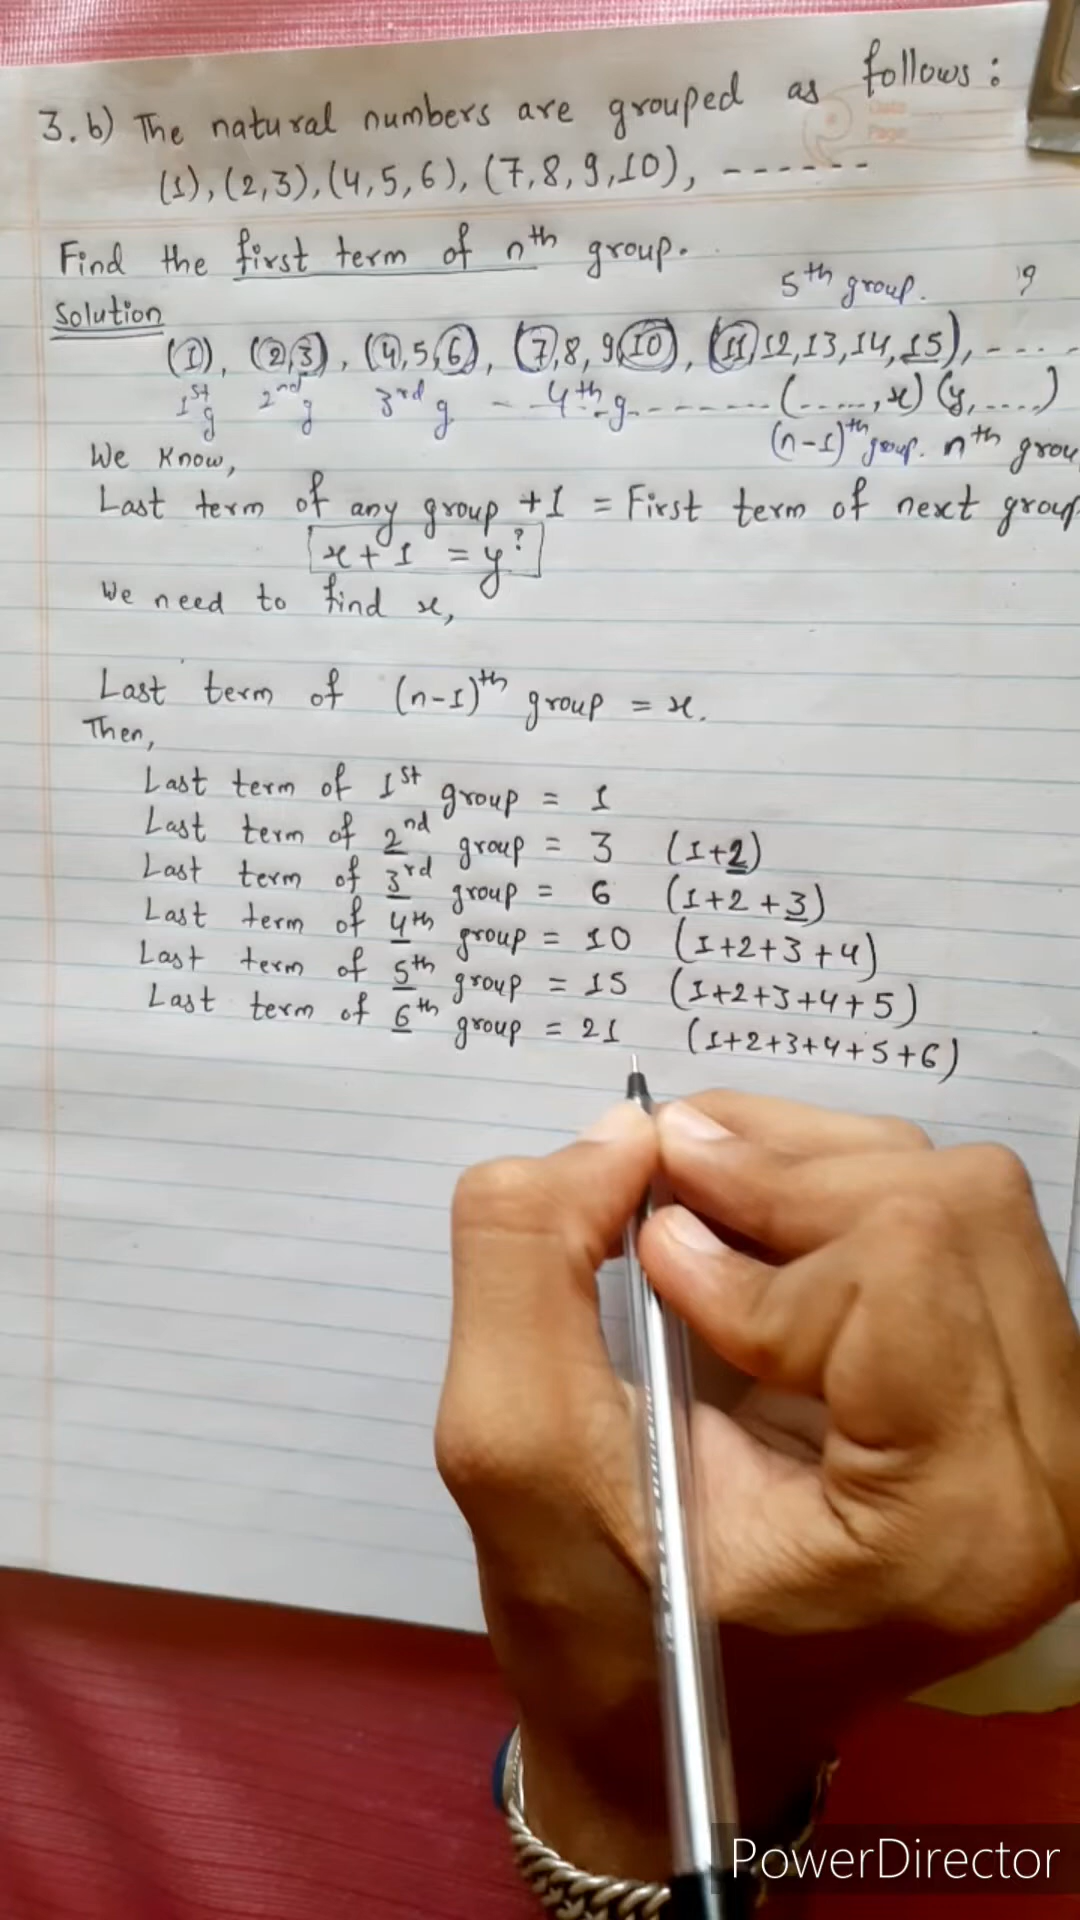 3.b) The natural numbers are grouped as follows:
Date
Page
(1), (2,3), (4,5,6), (7,8,9,10), ------
Find the first term of nth group.
5th group.
Solution
(1), (2,3), (4,5,6), (7,8,9,10), (11,12,13,14,15), - - - -
1st g 2nd g 3rd g - - 4th g - - - - - - - (....., x) (y, ....)
(n-1)th group. nth grou
We know,
Last term of any group +1 = First term of next group
x + 1 = y?
We need to find x,
Last term of (n-1)th group = x.
Then,
Last term of 1st group = 1
Last term of 2nd group = 3 (1+2)
Last term of 3rd group = 6 (1+2+3)
Last term of 4th group = 10 (1+2+3+4)
Last term of 5th group = 15 (1+2+3+4+5)
Last term of 6th group = 21 (1+2+3+4+5+6)
PowerDirector